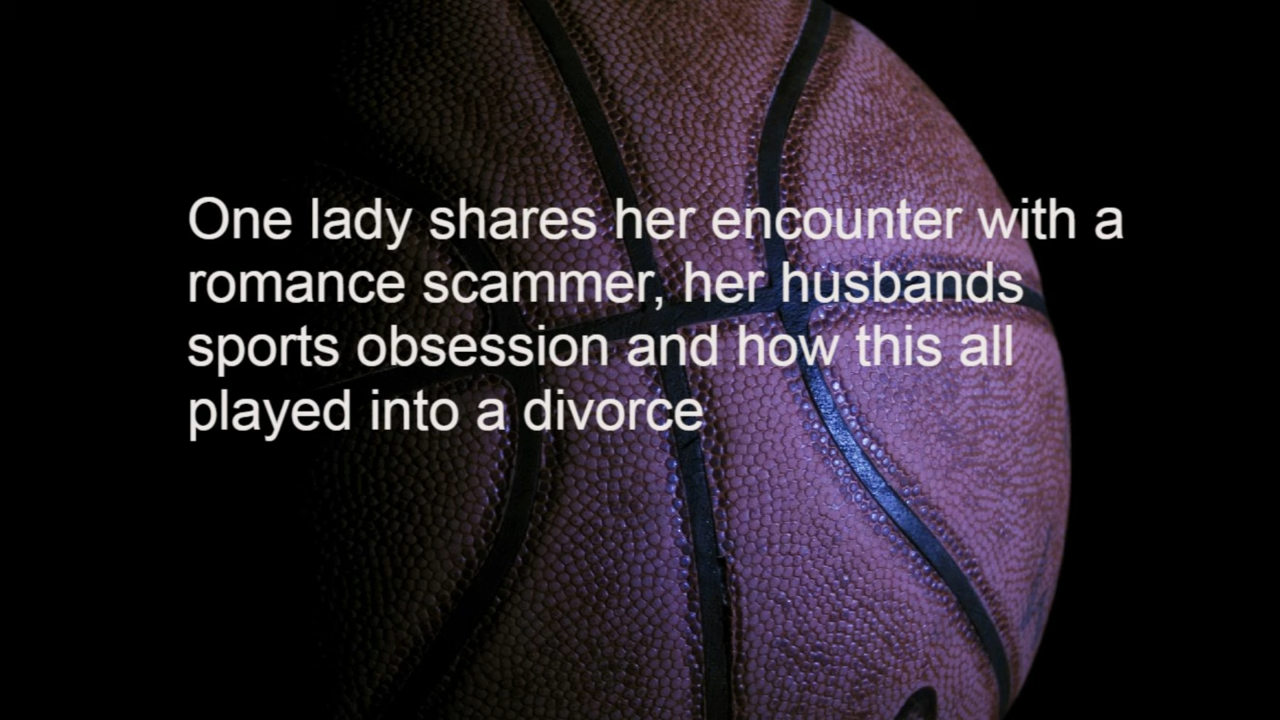 One lady shares her encounter with a
romance scammer, her husbands
sports obsession and how this all
played into a divorce